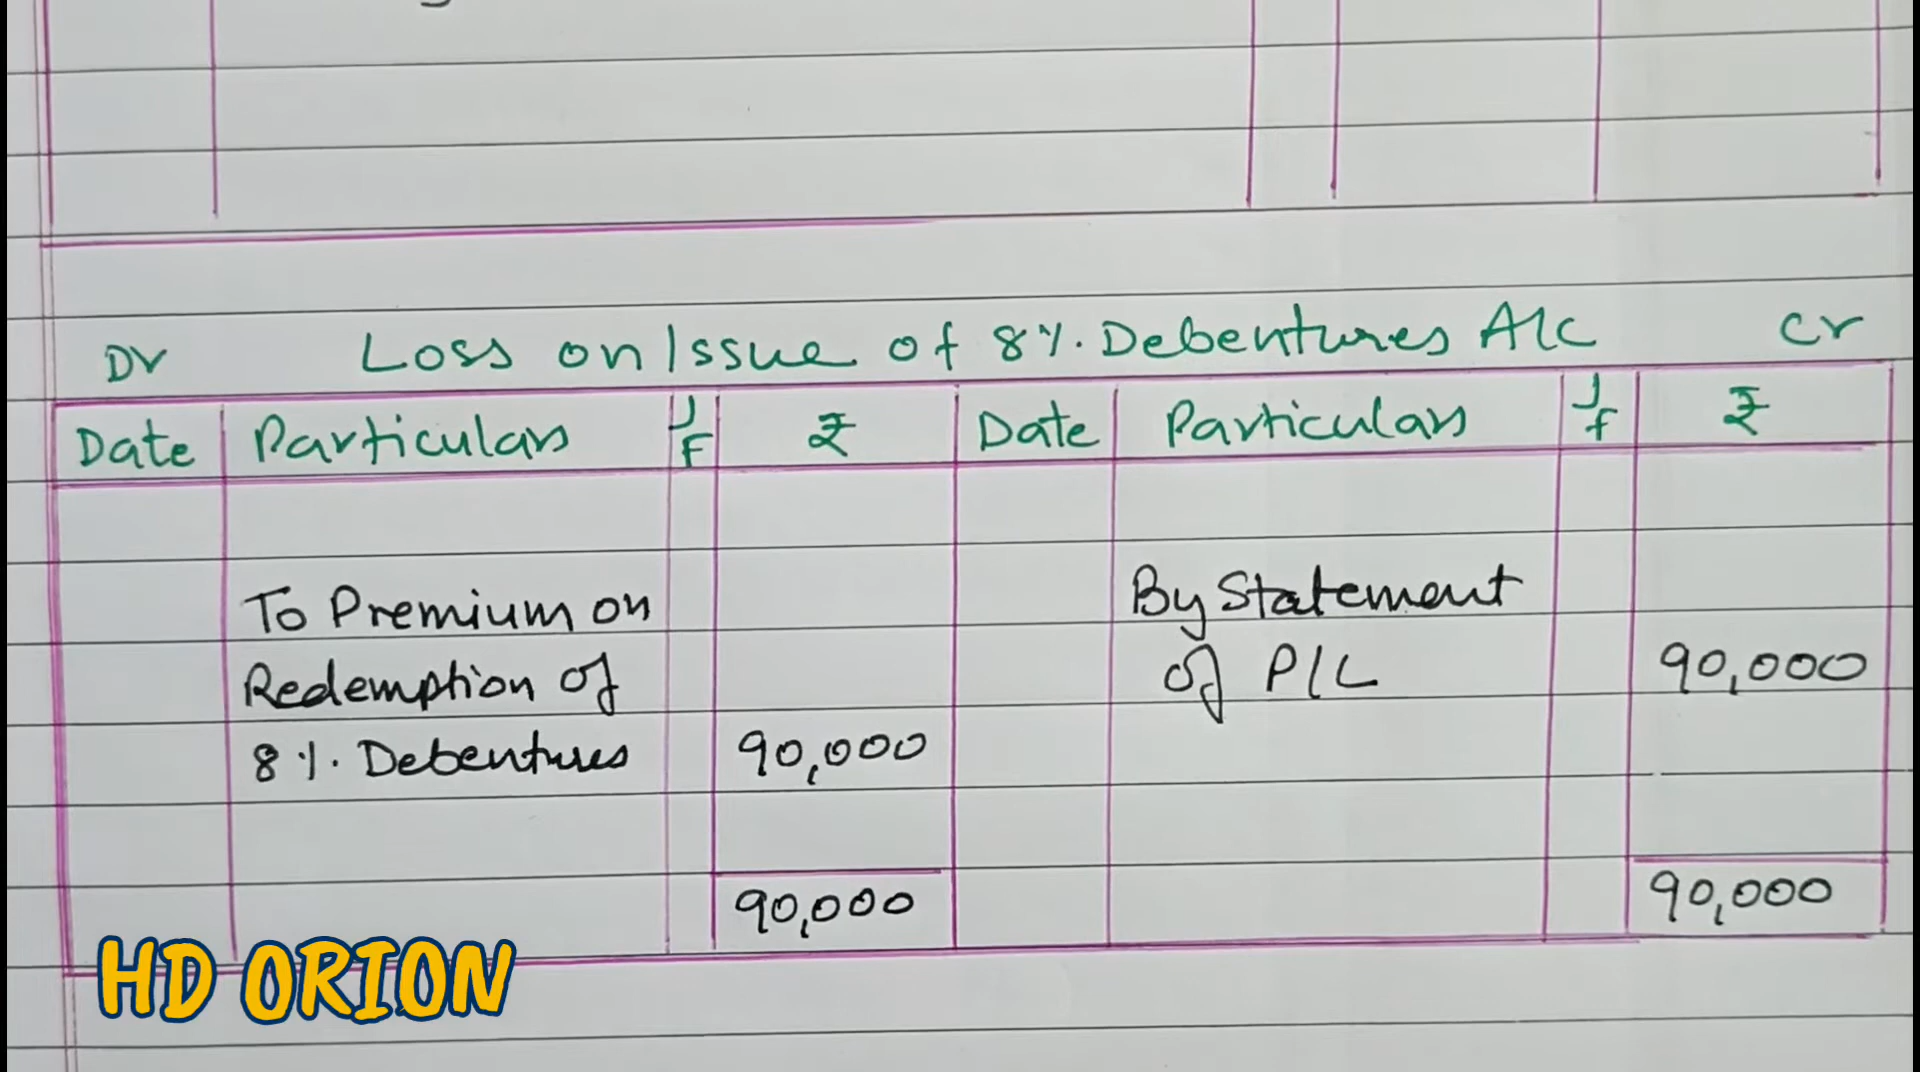 Dr Loss on Issue of 8%. Debentures A/c Cr
Date Particulars J F ₹ Date Particulars J f ₹
To Premium on By Statement
Redemption of of P/L 90,000
8%. Debentures 90,000
90,000 90,000
HD ORION